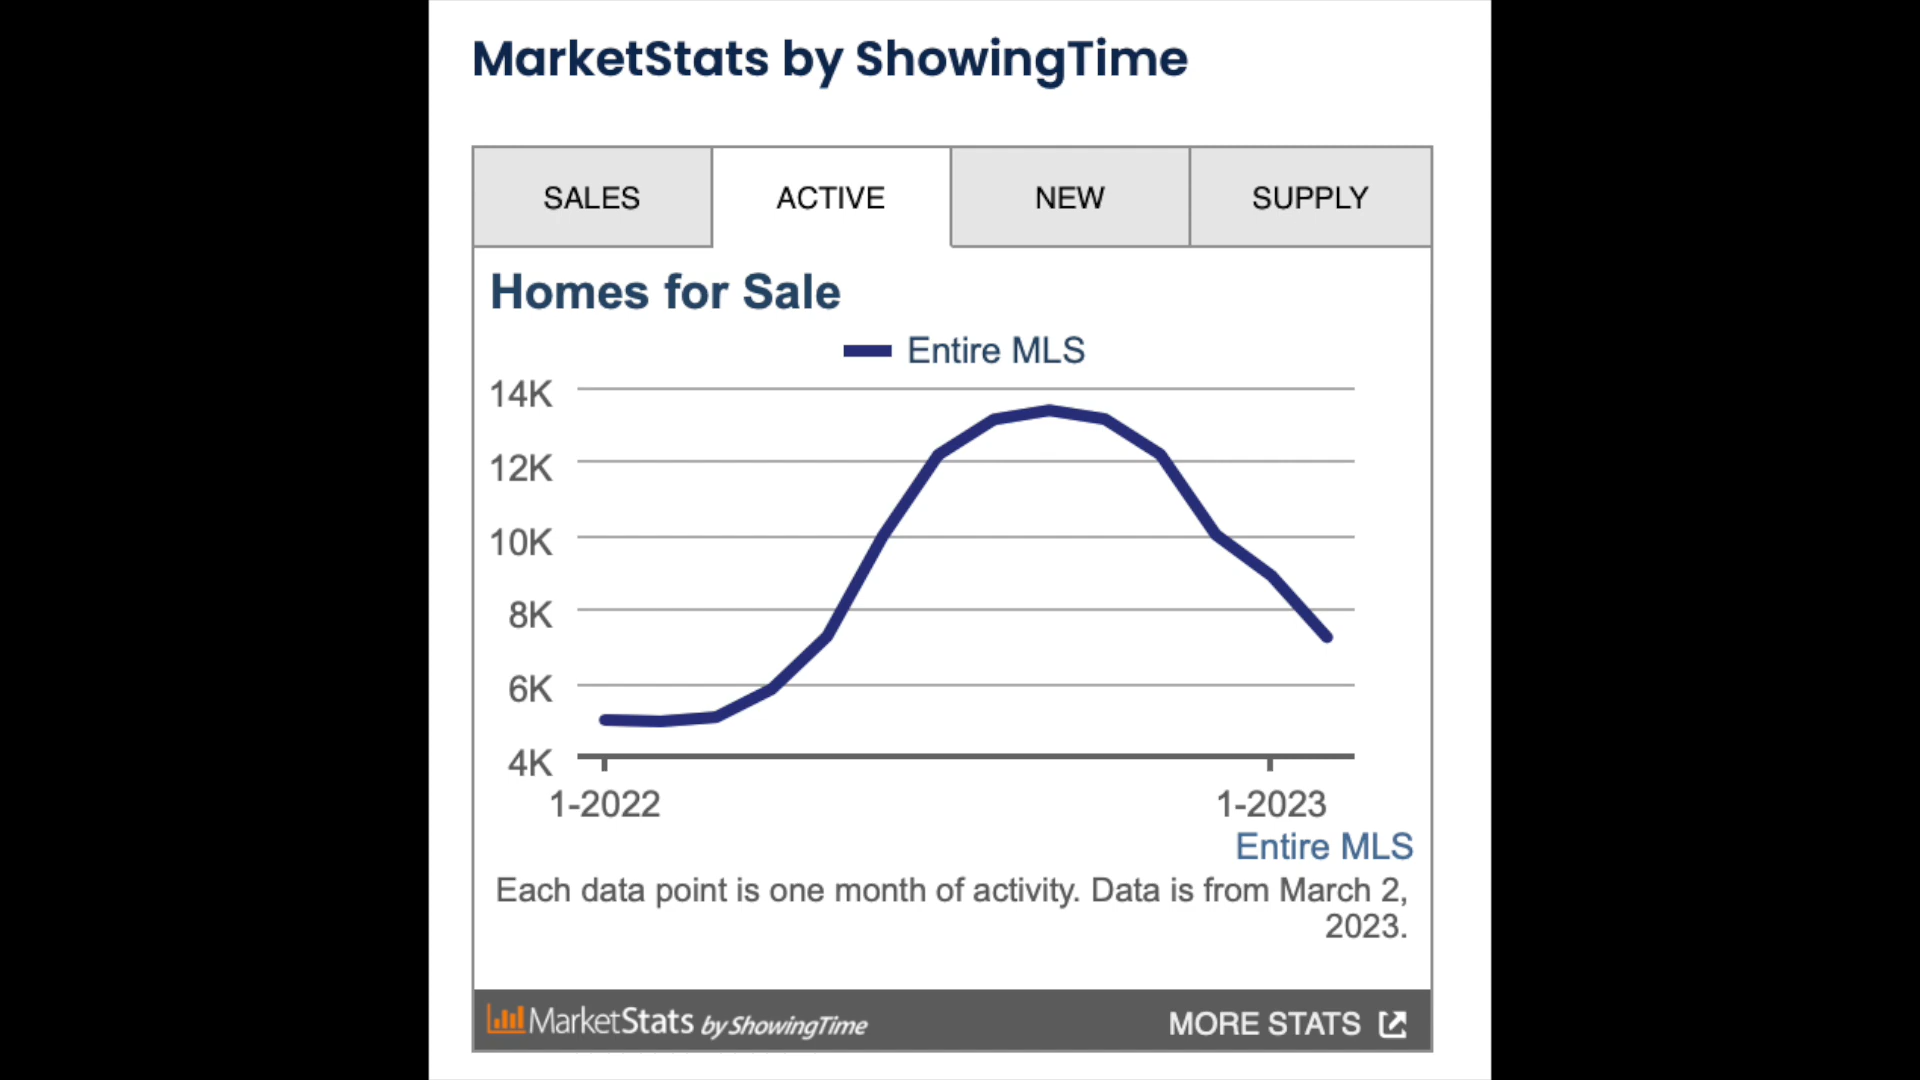 MarketStats by ShowingTime
SALES
ACTIVE
NEW
SUPPLY
Homes for Sale
Entire MLS
14K
12K
10K
8K
6K
4K
1-2022
1-2023
Entire MLS
Each data point is one month of activity. Data is from March 2,
2023.
MarketStats by ShowingTime
MORE STATS